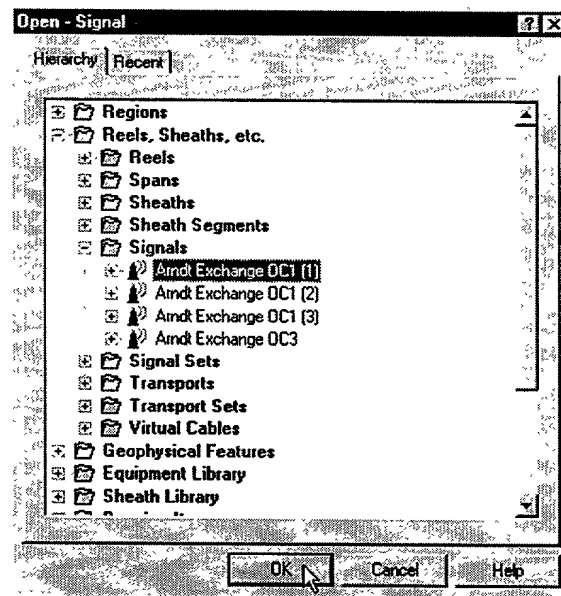 Open - Signal
Hierarchy Recent
Regions
Reels, Sheaths, etc.
Reels
Spans
Sheaths
Sheath Segments
Signals
Arndt Exchange OC1 (1)
Arndt Exchange OC1 (2)
Arndt Exchange OC1 (3)
Arndt Exchange OC3
Signal Sets
Transports
Transport Sets
Virtual Cables
Geophysical Features
Equipment Library
Sheath Library
OK Cancel Help